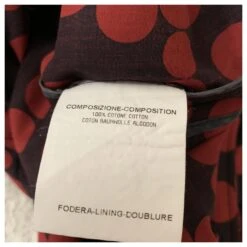 COMPOSIZIONE-COMPOSITION
100% COTONE COTTON
COTON BAUMWOLLE ALGODON
FODERA-LINING-DOUBLURE